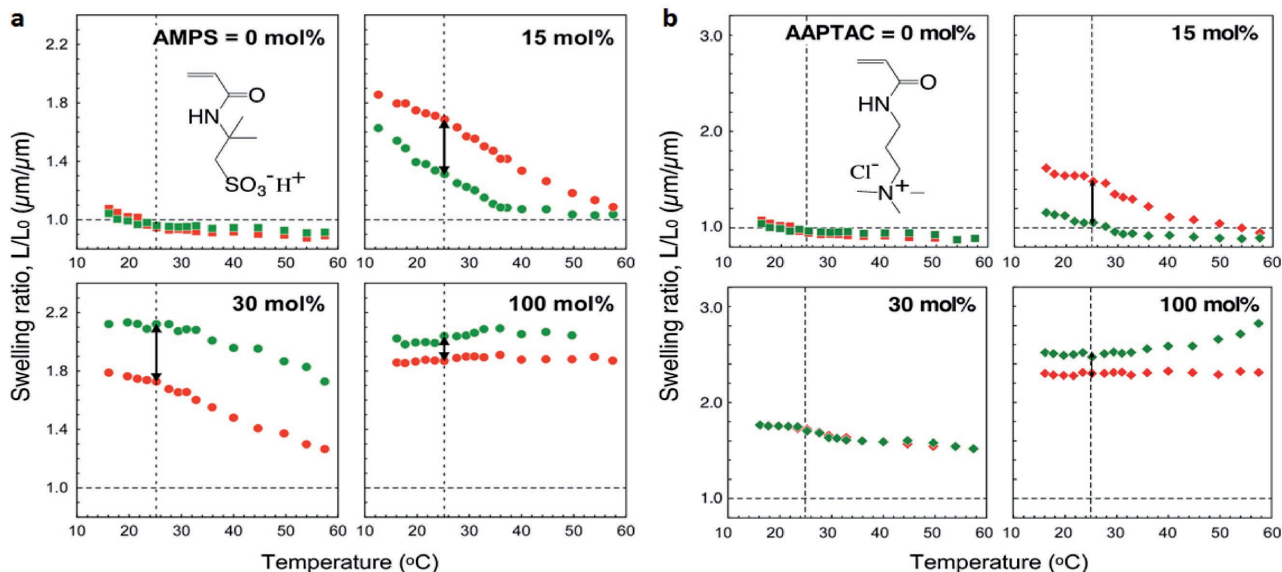 a
AMPS = 0 mol%
15 mol%
30 mol%
100 mol%
2.2
1.8
1.4
1.0
10 20 30 40 50 60
10 20 30 40 50 60
2.2
1.8
1.4
1.0
10 20 30 40 50 60
10 20 30 40 50 60
O
HN
SO₃⁻H⁺
Swelling ratio, L/L₀ (µm/µm)
Temperature (°C)
b
AAPTAC = 0 mol%
15 mol%
30 mol%
100 mol%
3.0
2.0
1.0
10 20 30 40 50 60
10 20 30 40 50 60
3.0
2.0
1.0
10 20 30 40 50 60
10 20 30 40 50 60
O
HN
Cl⁻
N⁺
Swelling ratio, L/L₀ (µm/µm)
Temperature (°C)